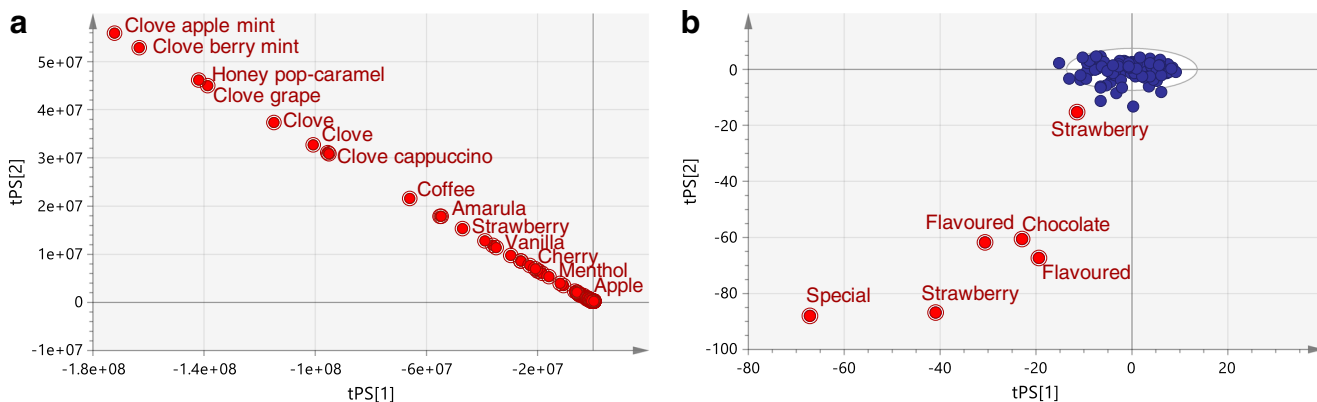 a
Clove apple mint
Clove berry mint
5e+07
Honey pop-caramel
Clove grape
4e+07
Clove
Clove
3e+07
Clove cappuccino
tPS[2]
Coffee
2e+07
Amarula
Strawberry
Vanilla
1e+07
Cherry
Menthol
Apple
0
-1e+07
-1.8e+08
-1.4e+08
-1e+08
-6e+07
-2e+07
tPS[1]
b
0
Strawberry
-20
-40
tPS[2]
Flavoured
Chocolate
-60
Flavoured
Special
Strawberry
-80
-100
-80
-60
-40
-20
0
20
tPS[1]